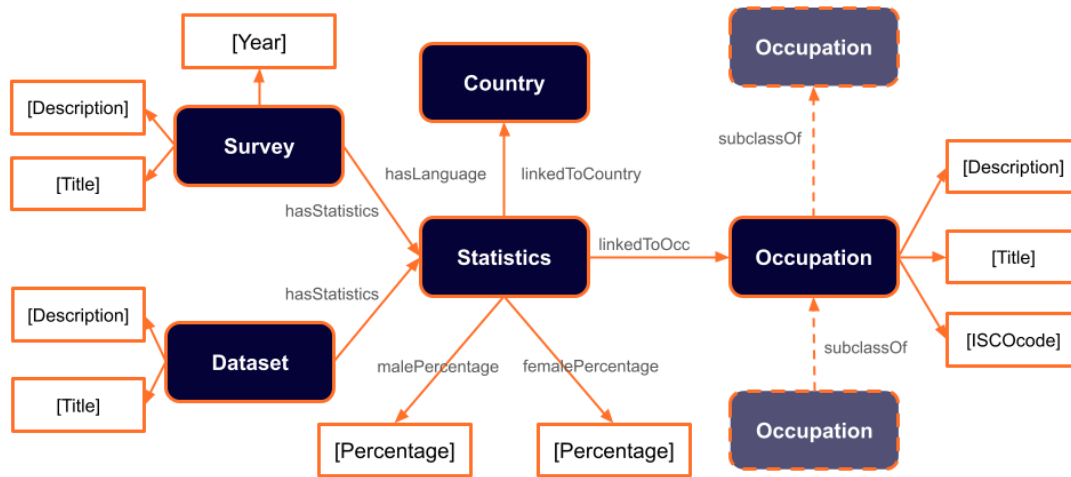 [Year]
Occupation
Country
[Description]
Survey
subclassOf
[Title]
hasLanguage
linkedToCountry
[Description]
hasStatistics
Statistics
linkedToOcc
Occupation
[Title]
hasStatistics
[Description]
[ISCOcode]
Dataset
malePercentage
femalePercentage
subclassOf
[Title]
Occupation
[Percentage]
[Percentage]